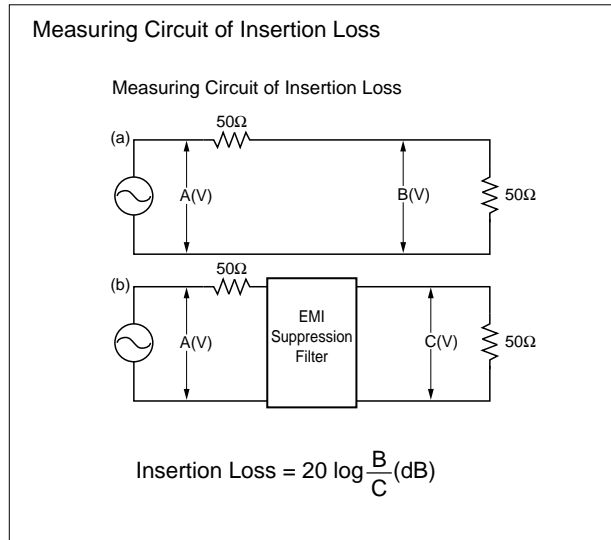 Measuring Circuit of Insertion Loss
Measuring Circuit of Insertion Loss
(a)
50Ω
A(V)
B(V)
50Ω
(b)
50Ω
A(V)
EMI
Suppression
Filter
C(V)
50Ω
Insertion Loss = 20 log B/C (dB)